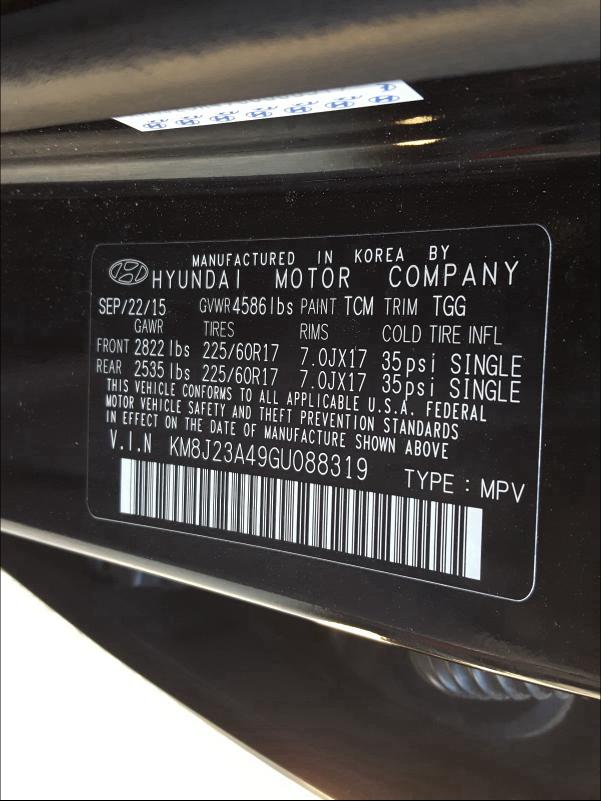 MANUFACTURED IN KOREA BY
HYUNDAI MOTOR COMPANY
SEP/22/15 GVWR 4586lbs PAINT TCM TRIM TGG
GAWR TIRES RIMS COLD TIRE INFL
FRONT 2822 lbs 225/60R17 7.0JX17 35psi SINGLE
REAR 2535 lbs 225/60R17 7.0JX17 35psi SINGLE
THIS VEHICLE CONFORMS TO ALL APPLICABLE U.S.A. FEDERAL
MOTOR VEHICLE SAFETY AND THEFT PREVENTION STANDARDS
IN EFFECT ON THE DATE OF MANUFACTURE SHOWN ABOVE
V.I.N KM8J23A49GU088319 TYPE : MPV